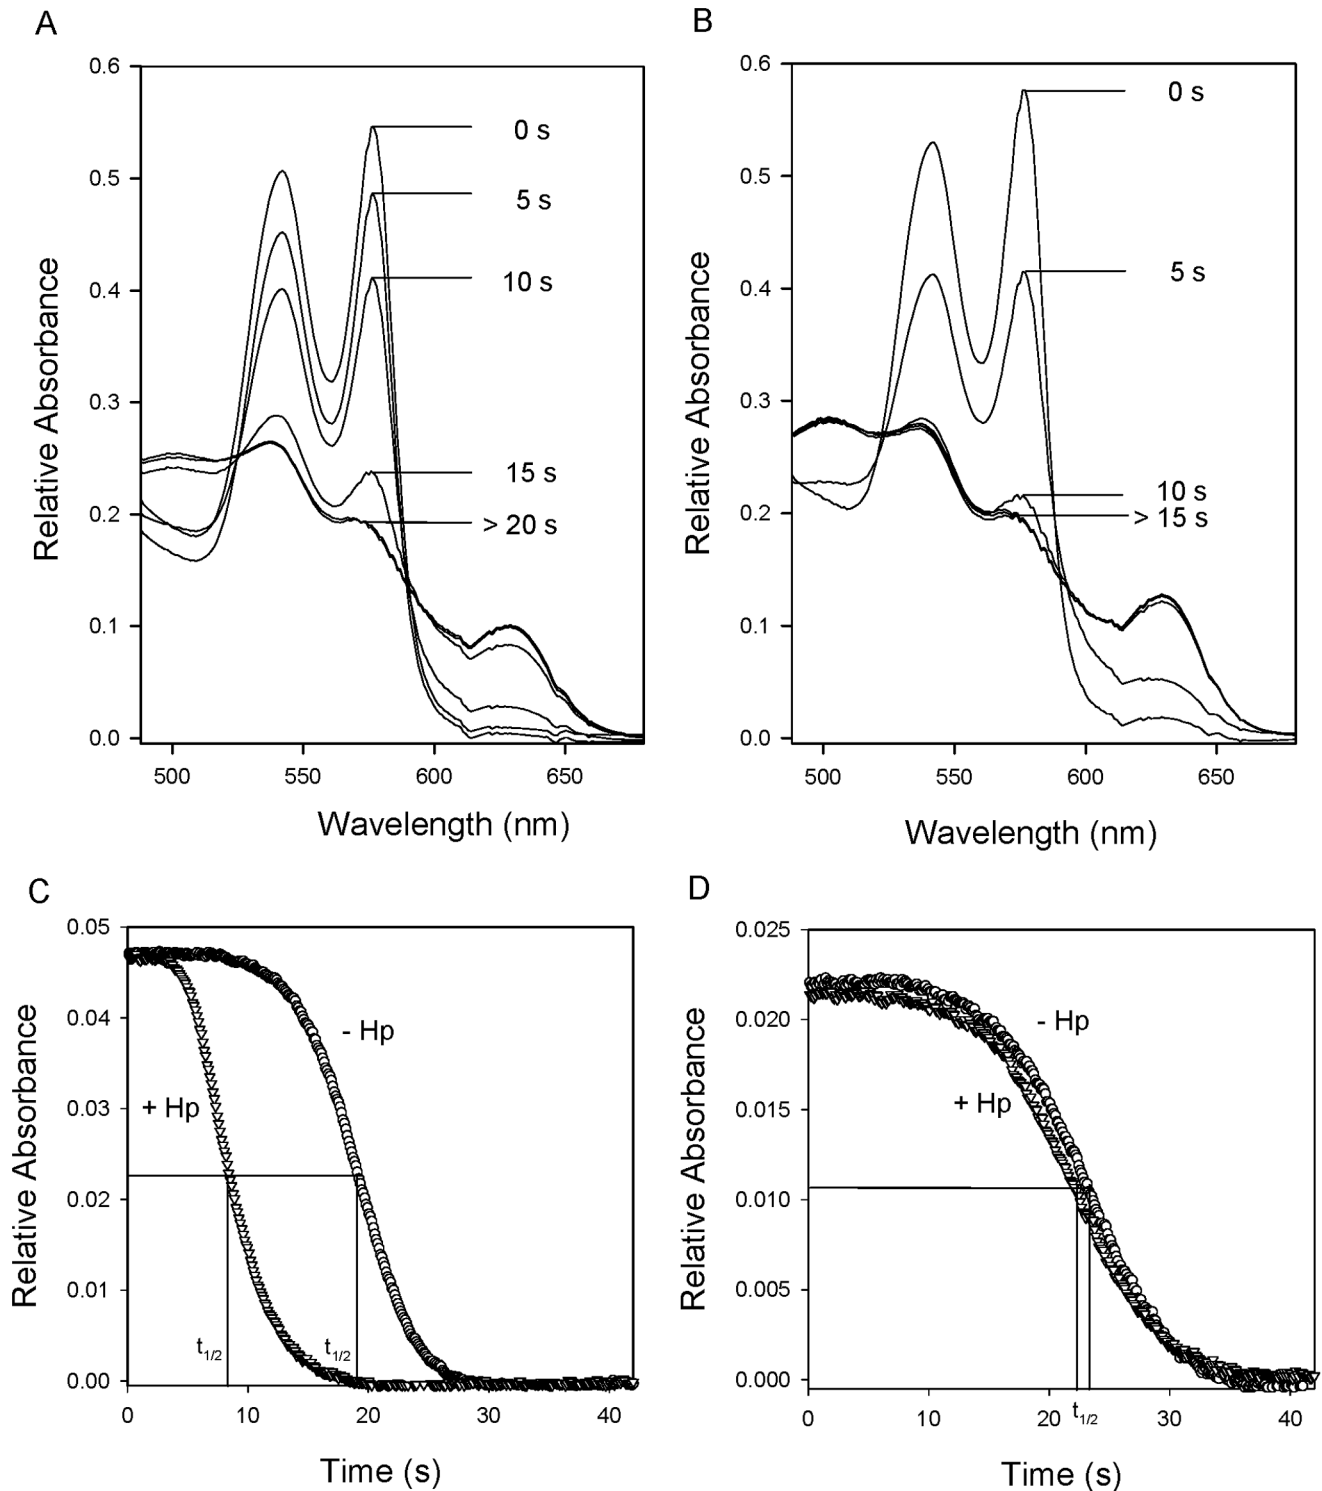 A
0.6
0.5
0.4
0.3
0.2
0.1
0.0
500
550
600
650
Relative Absorbance
Wavelength (nm)
0 s
5 s
10 s
15 s
> 20 s
B
0.6
0.5
0.4
0.3
0.2
0.1
0.0
500
550
600
650
Relative Absorbance
Wavelength (nm)
0 s
5 s
10 s
> 15 s
C
0.05
0.04
0.03
0.02
0.01
0.00
0
10
20
30
40
Relative Absorbance
Time (s)
- Hp
+ Hp
t1/2
t1/2
D
0.025
0.020
0.015
0.010
0.005
0.000
0
10
20
30
40
Relative Absorbance
Time (s)
- Hp
+ Hp
t1/2